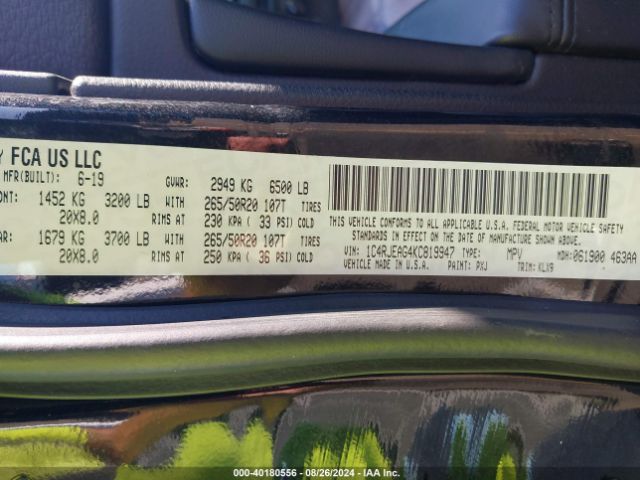 FCA US LLC
MFR(BUILT): 6-19 GVWR: 2949 KG 6500 LB
ONT: 1452 KG 3200 LB WITH 265/50R20 107T TIRES
20X8.0 RIMS AT 230 KPA ( 33 PSI) COLD
AR: 1679 KG 3700 LB WITH 265/50R20 107T TIRES
20X8.0 RIMS AT 250 KPA ( 36 PSI) COLD
THIS VEHICLE CONFORMS TO ALL APPLICABLE U.S.A. FEDERAL MOTOR VEHICLE SAFETY
STANDARDS IN EFFECT ON THE DATE OF MANUFACTURE SHOWN ABOVE.
VIN: 1C4RJEAG4KC819947 TYPE: MPV MDH: 061900 463AA
VEHICLE MADE IN U.S.A. PAINT: PXJ TRIM: KLX9
000-40180556 • 08/26/2024 • IAA Inc.